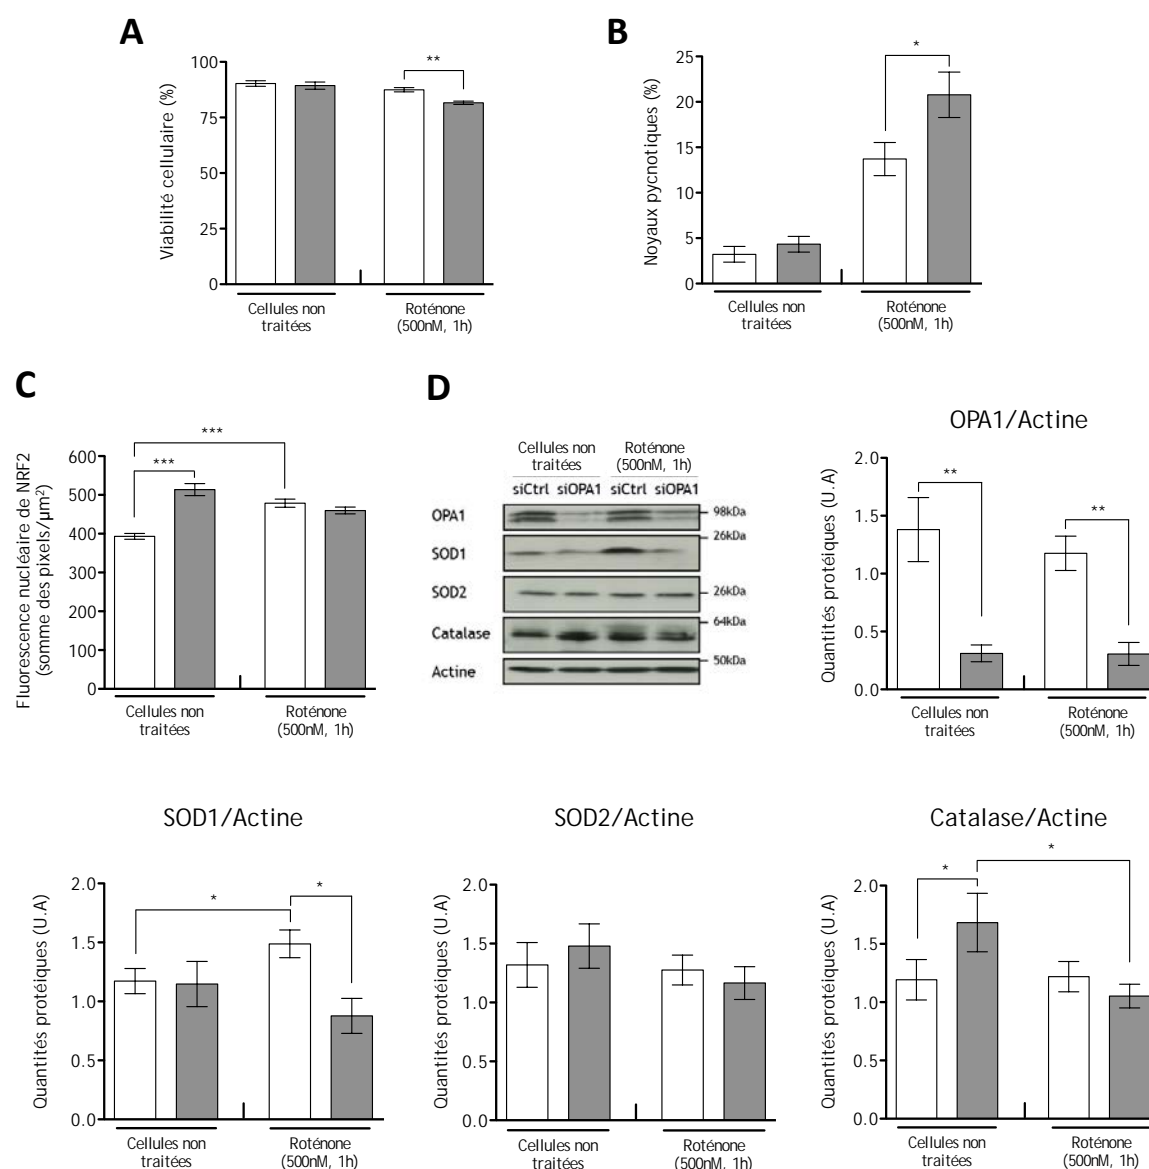 A
Viabilité cellulaire (%)
100
75
50
25
0
**
Cellules non
traitées
Roténone
(500nM, 1h)
B
Noyaux pycnotiques (%)
25
20
15
10
5
0
*
Cellules non
traitées
Roténone
(500nM, 1h)
C
Fluorescence nucléaire de NRF2
(somme des pixels/µm²)
600
500
400
300
200
100
0
***
***
Cellules non
traitées
Roténone
(500nM, 1h)
D
Cellules non
traitées
Roténone
(500nM, 1h)
siCtrl siOPA1 siCtrl siOPA1
OPA1
98kDa
26kDa
SOD1
SOD2
26kDa
64kDa
Catalase
50kDa
Actine
OPA1/Actine
Quantités protéiques (U.A)
2.0
1.5
1.0
0.5
0.0
**
**
Cellules non
traitées
Roténone
(500nM, 1h)
SOD1/Actine
Quantités protéiques (U.A)
2.0
1.5
1.0
0.5
0.0
*
*
Cellules non
traitées
Roténone
(500nM, 1h)
SOD2/Actine
Quantités protéiques (U.A)
2.0
1.5
1.0
0.5
0.0
Cellules non
traitées
Roténone
(500nM, 1h)
Catalase/Actine
Quantités protéiques (U.A)
2.0
1.5
1.0
0.5
0.0
*
*
Cellules non
traitées
Roténone
(500nM, 1h)